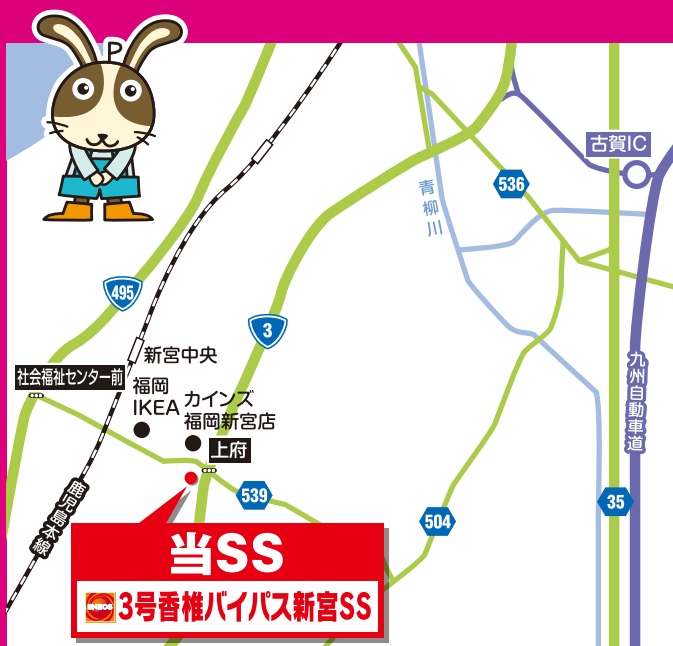 P
古賀IC
536
青柳川
495
3
新宮中央
社会福祉センター前
福岡
IKEA
カインズ
福岡新宮店
上府
九州自動車道
539
35
504
鹿児島本線
当SS
ENEOS
3号香椎バイパス新宮SS